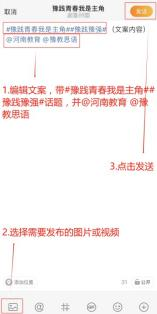 取消
豫践青春我是主角
发送
#豫践青春我是主角##豫践豫强#（文案内容）
@河南教育 @豫教思语
1.编辑文案，带#豫践青春我是主角##
豫践豫强#话题，并@河南教育 @豫
教思语
3.点击发送
2.选择需要发布的图片或视频
添加位置
公开
GIF